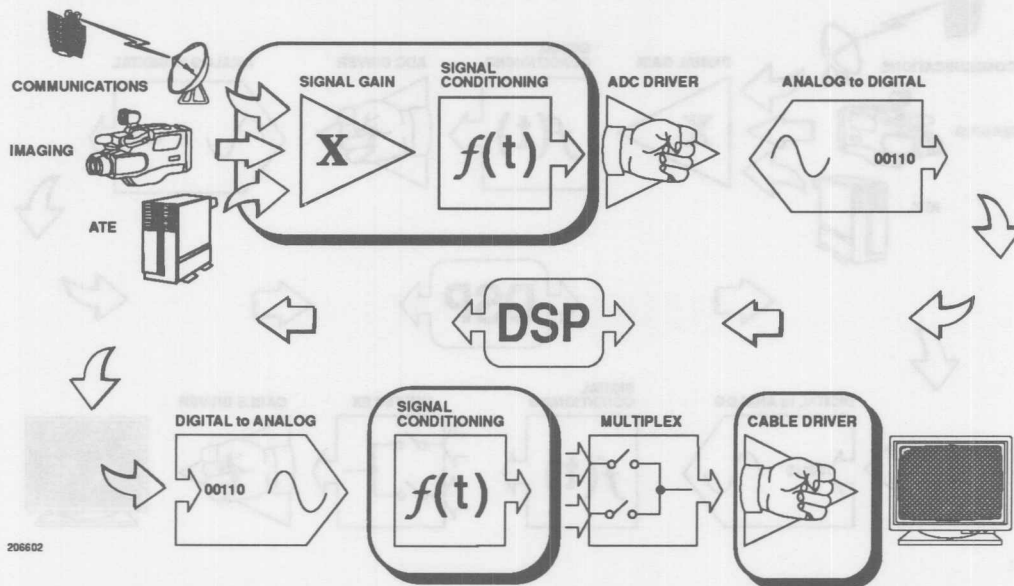 COMMUNICATIONS
IMAGING
ATE
SIGNAL GAIN
X
SIGNAL
CONDITIONING
f(t)
ADC DRIVER
ANALOG to DIGITAL
00110
DSP
DIGITAL to ANALOG
00110
SIGNAL
CONDITIONING
f(t)
MULTIPLEX
CABLE DRIVER
206602